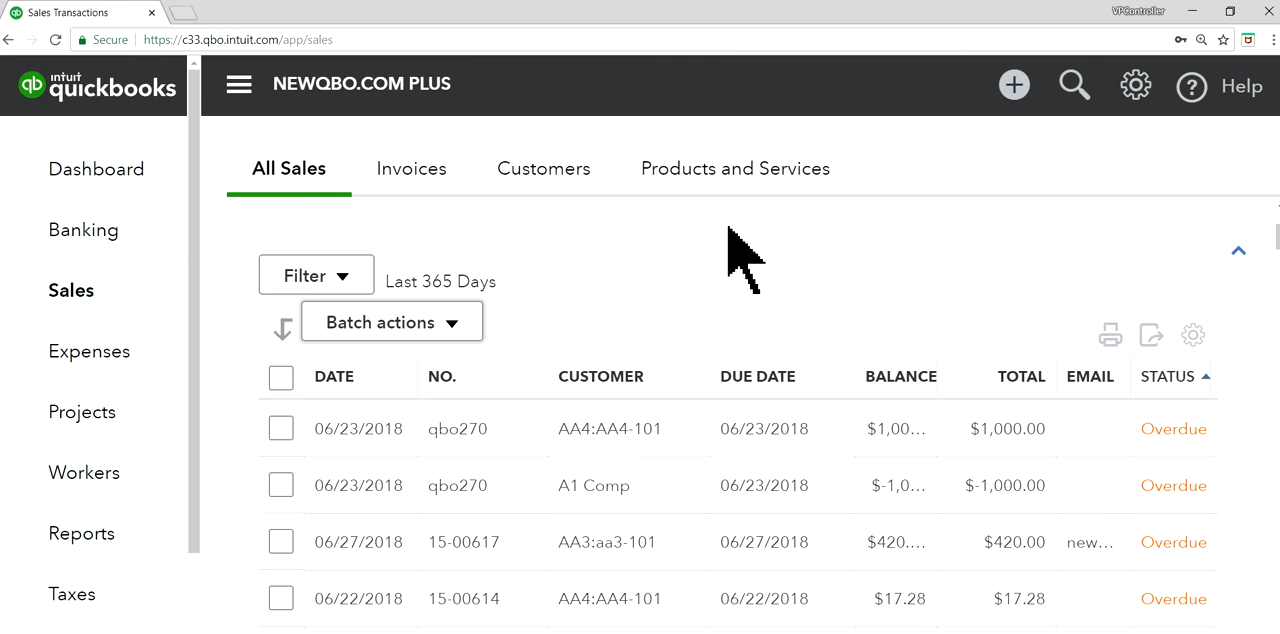 Sales Transactions
VPController
Secure
https://c33.qbo.intuit.com/app/sales
qb intuit quickbooks
NEWQBO.COM PLUS
Help
Dashboard
Banking
Sales
Expenses
Projects
Workers
Reports
Taxes
All Sales Invoices Customers Products and Services
Filter
Last 365 Days
Batch actions
DATE NO. CUSTOMER DUE DATE BALANCE TOTAL EMAIL STATUS
06/23/2018 qbo270 AA4:AA4-101 06/23/2018 $1,00... $1,000.00 Overdue
06/23/2018 qbo270 A1 Comp 06/23/2018 $-1,0... $-1,000.00 Overdue
06/27/2018 15-00617 AA3:aa3-101 06/27/2018 $420.... $420.00 new... Overdue
06/22/2018 15-00614 AA4:AA4-101 06/22/2018 $17.28 $17.28 Overdue